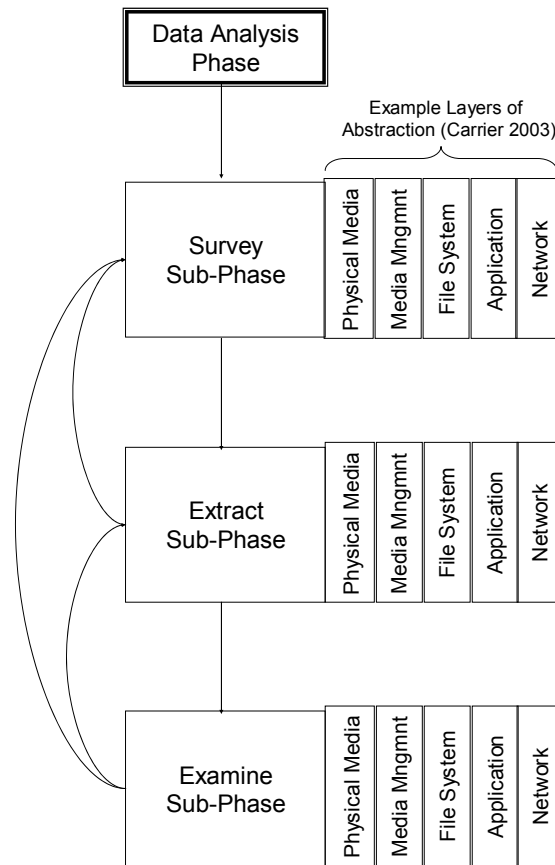 Data Analysis
Phase
Example Layers of
Abstraction (Carrier 2003)
Survey
Sub-Phase
Physical Media
Media Mngmnt
File System
Application
Network
Extract
Sub-Phase
Physical Media
Media Mngmnt
File System
Application
Network
Examine
Sub-Phase
Physical Media
Media Mngmnt
File System
Application
Network